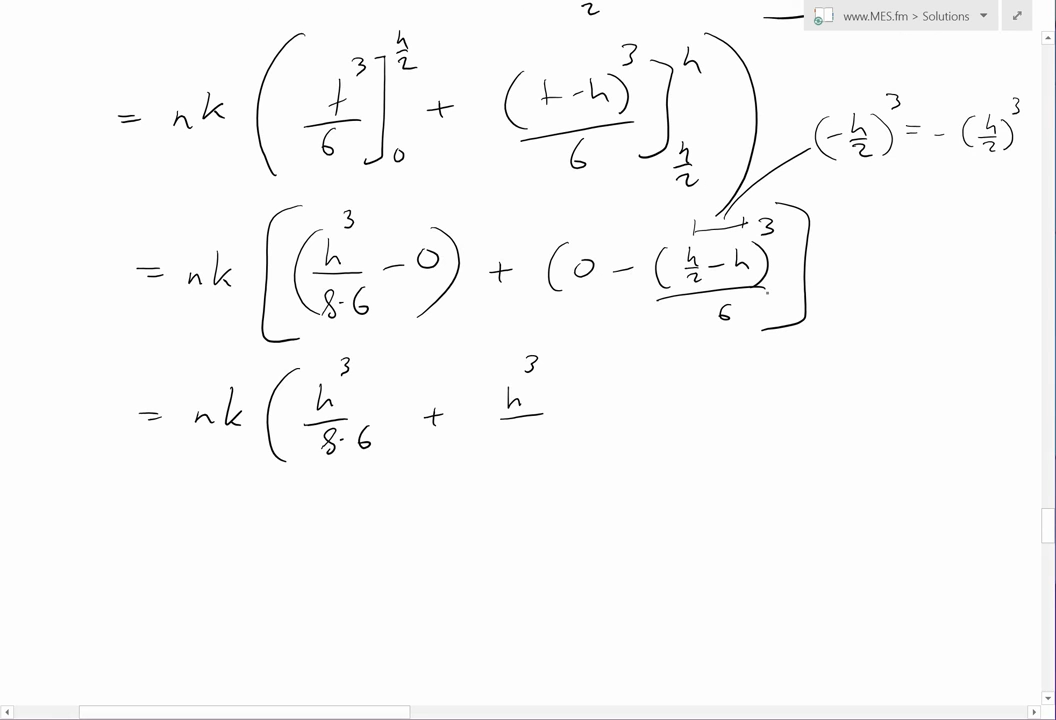 2
www.MES.fm > Solutions
= nk ( t³/6 ]₀^(h/2) + (t-h)³/6 ]_(h/2)^h )
(-h/2)³ = -(h/2)³
= nk [ (h³/8·6 - 0) + (0 - (h/2 - h)³/6 ]
= nk ( h³/8·6 + h³/